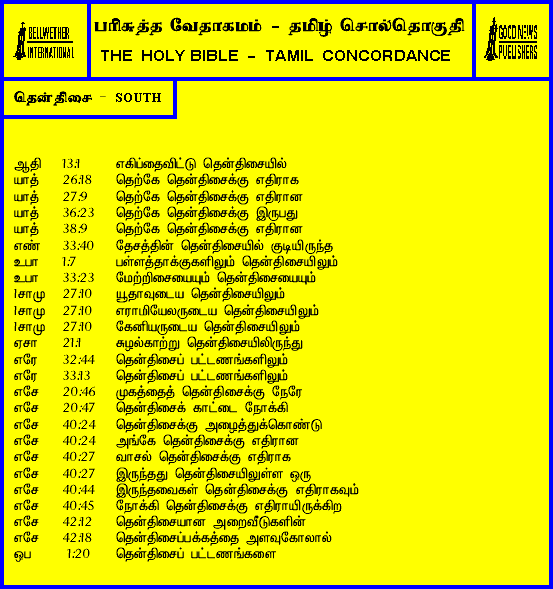 BELLWETHER
INTERNATIONAL
பரிசுத்த வேதாகமம் - தமிழ் சொல்தொகுதி
THE HOLY BIBLE - TAMIL CONCORDANCE
GOOD NEWS
PUBLISHERS
தென்திசை - SOUTH
ஆதி 13:1 எகிப்தைவிட்டு தென்திசையில்
யாத் 26:18 தெற்கே தென்திசைக்கு எதிராக
யாத் 27:9 தெற்கே தென்திசைக்கு எதிரான
யாத் 36:23 தெற்கே தென்திசைக்கு இருபது
யாத் 38:9 தெற்கே தென்திசைக்கு எதிரான
எண் 33:40 தேசத்தின் தென்திசையில் குடியிருந்த
உபா 1:7 பள்ளத்தாக்குகளிலும் தென்திசையிலும்
உபா 33:23 மேற்றிசையையும் தென்திசையையும்
1சாமு 27:10 யூதாவுடைய தென்திசையிலும்
1சாமு 27:10 எராமியேலருடைய தென்திசையிலும்
1சாமு 27:10 கேனியருடைய தென்திசையிலும்
ஏசா 21:1 சுழல்காற்று தென்திசையிலிருந்து
எரே 32:44 தென்திசைப் பட்டணங்களிலும்
எரே 33:13 தென்திசைப் பட்டணங்களிலும்
எசே 20:46 முகத்தைத் தென்திசைக்கு நேரே
எசே 20:47 தென்திசைக் காட்டை நோக்கி
எசே 40:24 தென்திசைக்கு அழைத்துக்கொண்டு
எசே 40:24 அங்கே தென்திசைக்கு எதிரான
எசே 40:27 வாசல் தென்திசைக்கு எதிராக
எசே 40:27 இருந்தது தென்திசையிலுள்ள ஒரு
எசே 40:44 இருந்தவைகள் தென்திசைக்கு எதிராகவும்
எசே 40:45 நோக்கி தென்திசைக்கு எதிராயிருக்கிற
எசே 42:12 தென்திசையான அறைவீடுகளின்
எசே 42:18 தென்திசைப்பக்கத்தை அளவுகோலால்
ஒப 1:20 தென்திசைப் பட்டணங்களை